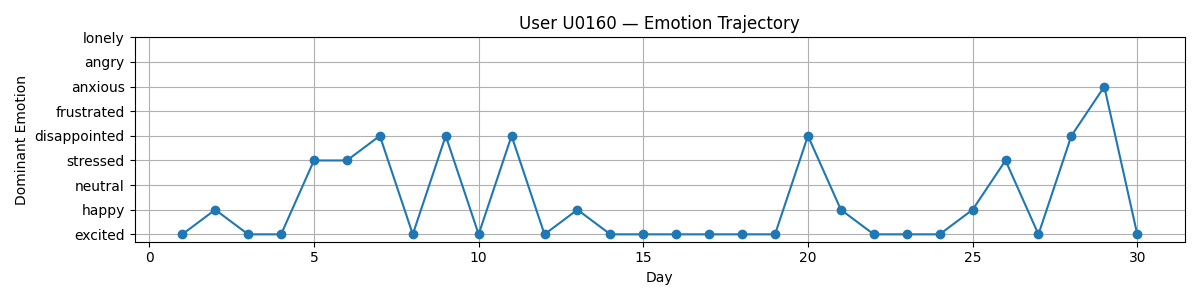 User U0160 — Emotion Trajectory
Dominant Emotion
lonely
angry
anxious
frustrated
disappointed
stressed
neutral
happy
excited
0 5 10 15 20 25 30
Day